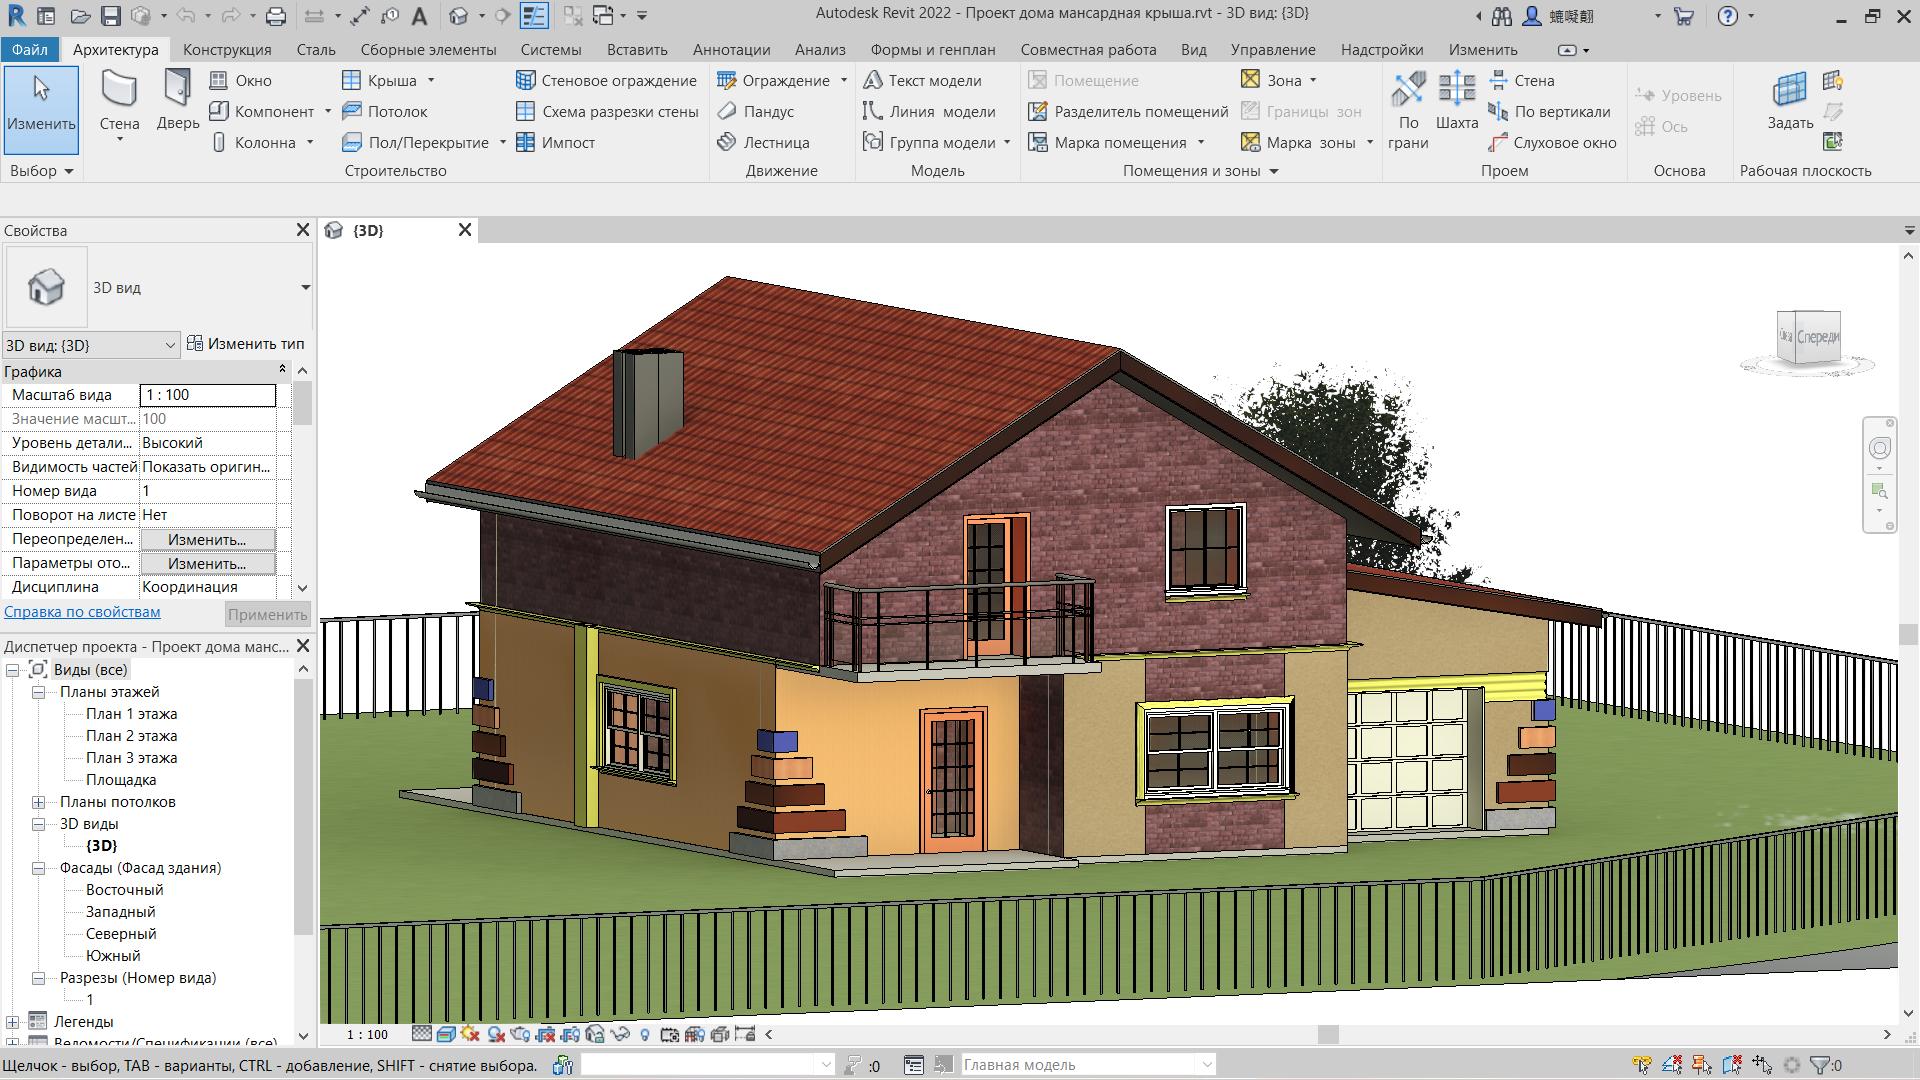 Autodesk Revit 2022 - Проект дома мансардная крыша.rvt - 3D вид: {3D}
Файл Архитектура Конструкция Сталь Сборные элементы Системы Вставить Аннотации Анализ Формы и генплан Совместная работа Вид Управление Надстройки Изменить
Изменить
Выбор
Стена
Дверь
Окно
Компонент
Колонна
Крыша
Потолок
Пол/Перекрытие
Стеновое ограждение
Схема разрезки стены
Импост
Строительство
Ограждение
Пандус
Лестница
Движение
Текст модели
Линия модели
Группа модели
Модель
Помещение
Разделитель помещений
Марка помещения
Зона
Границы зон
Марка зоны
Помещения и зоны
По грани
Шахта
Стена
По вертикали
Слуховое окно
Проем
Уровень
Ось
Основа
Задать
Рабочая плоскость
Свойства
3D вид
3D вид: {3D}
Изменить тип
Графика
Масштаб вида 1 : 100
Значение масшт... 100
Уровень детали... Высокий
Видимость частей Показать оригин...
Номер вида 1
Поворот на листе Нет
Переопределен... Изменить...
Параметры ото... Изменить...
Дисциплина Координация
Справка по свойствам
Применить
Диспетчер проекта - Проект дома манс...
Виды (все)
Планы этажей
План 1 этажа
План 2 этажа
План 3 этажа
Площадка
Планы потолков
3D виды
{3D}
Фасады (Фасад здания)
Восточный
Западный
Северный
Южный
Разрезы (Номер вида)
1
Легенды
Ведомости/Спецификации (все)
{3D}
Спереди
1 : 100
Щелчок - выбор, TAB - варианты, CTRL - добавление, SHIFT - снятие выбора.
:0
Главная модель
:0